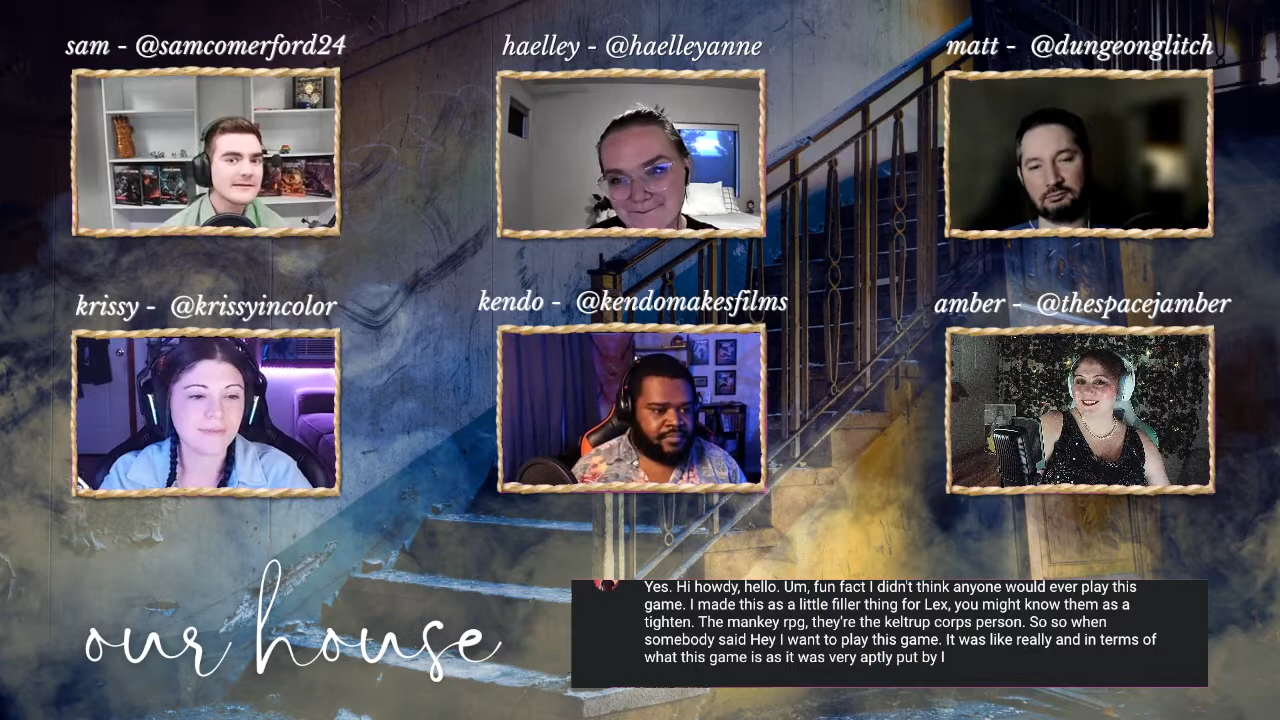 sam - @samcomerford24
haelley - @haelleyanne
matt - @dungeonglitch
krissy - @krissyincolor
kendo - @kendomakesfilms
amber - @thespacejamber
our house
Yes. Hi howdy, hello. Um, fun fact I didn't think anyone would ever play this
game. I made this as a little filler thing for Lex, you might know them as a
tighten. The mankey rpg, they're the keltrup corps person. So so when
somebody said Hey I want to play this game. It was like really and in terms of
what this game is as it was very aptly put by I